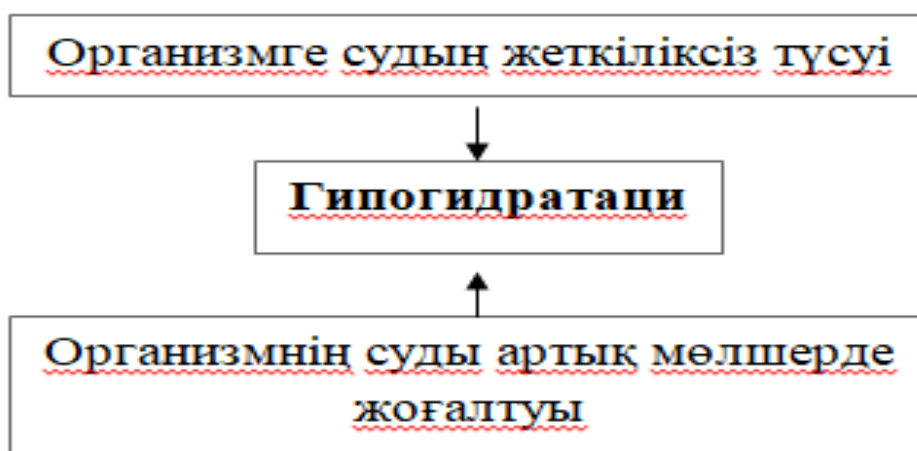 Организмге судың жеткіліксіз түсуі
Гипогидратаци
Организмнің суды артық мөлшерде
жоғалтуы